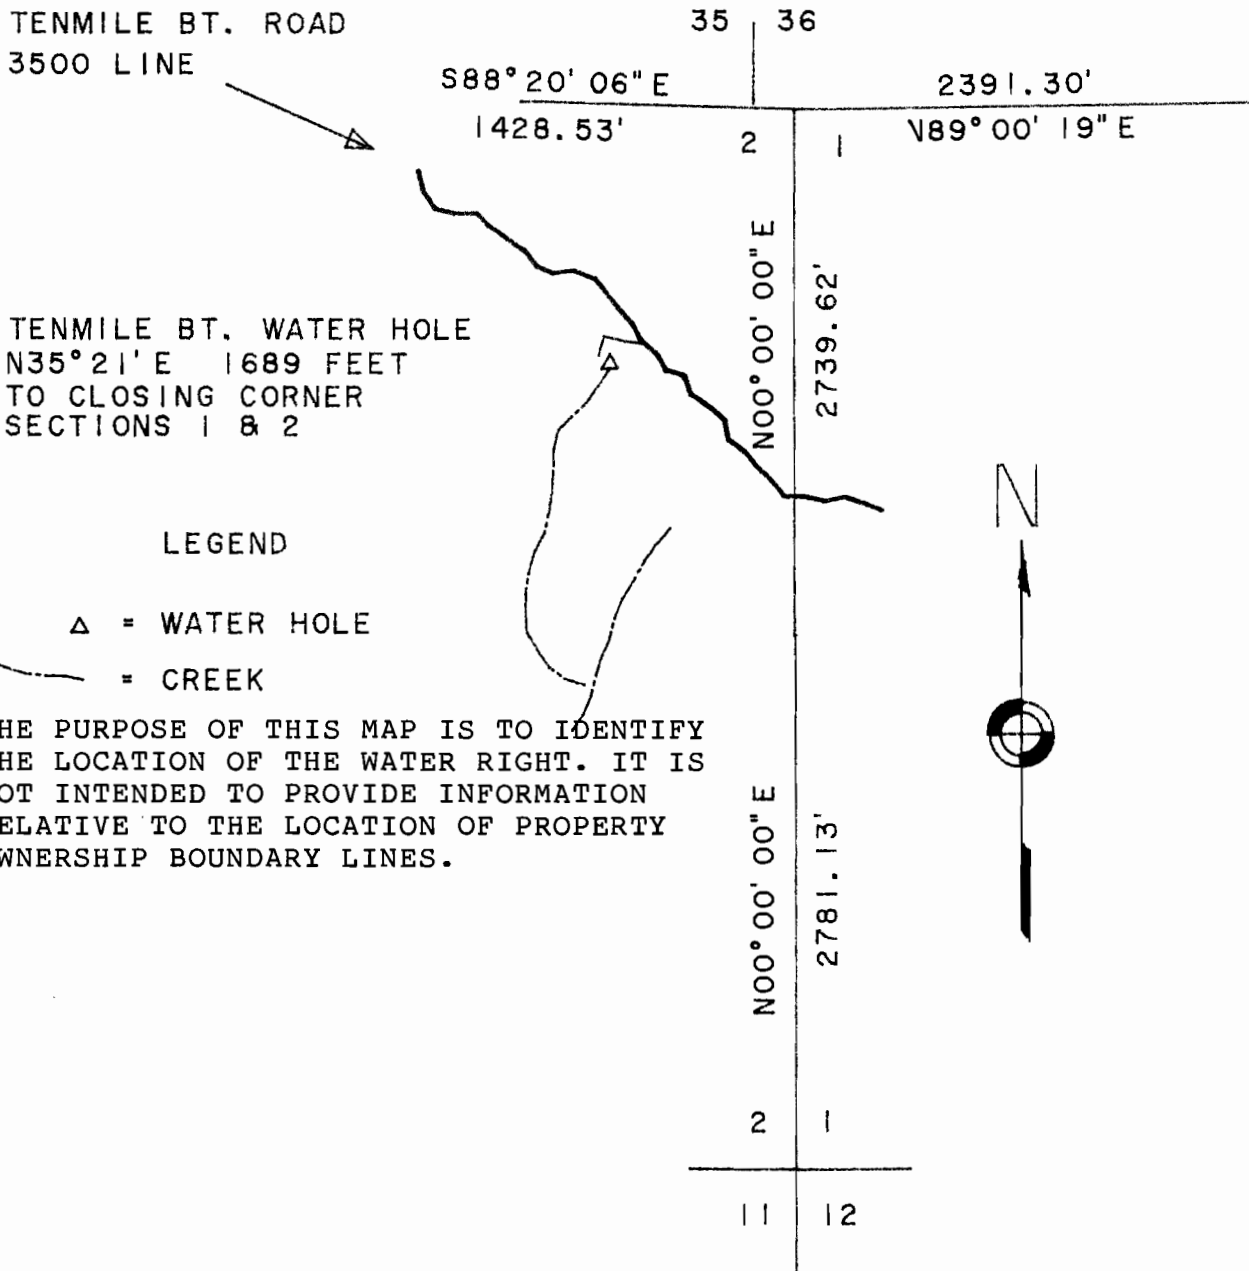 TENMILE BT. ROAD
3500 LINE
35 36
S88°20'06"E
2391.30'
1428.53'
N89°00'19"E
2 1
N00°00'00"E
2739.62'
TENMILE BT. WATER HOLE
N35°21'E 1689 FEET
TO CLOSING CORNER
SECTIONS 1 & 2
N
LEGEND
Δ = WATER HOLE
= CREEK
HE PURPOSE OF THIS MAP IS TO IDENTIFY
HE LOCATION OF THE WATER RIGHT. IT IS
OT INTENDED TO PROVIDE INFORMATION
ELATIVE TO THE LOCATION OF PROPERTY
WNERSHIP BOUNDARY LINES.
N00°00'00"E
2781.13'
2 1
11 12